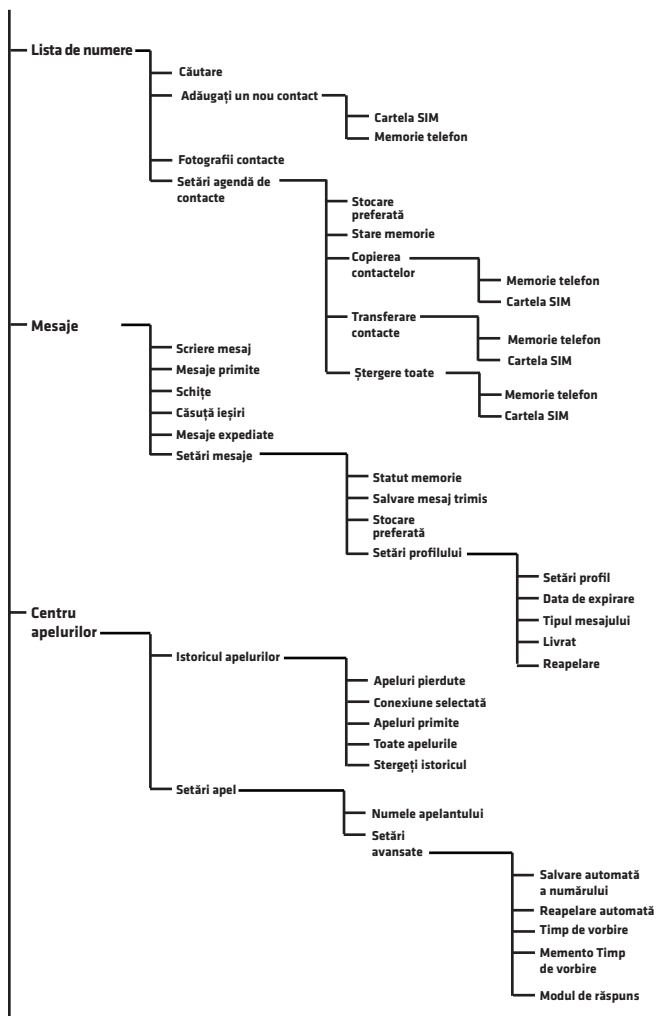 Lista de numere
Căutare
Adăugați un nou contact
Cartela SIM
Memorie telefon
Fotografii contacte
Setări agendă de
contacte
Stocare
preferată
Stare memorie
Copierea
contactelor
Memorie telefon
Cartela SIM
Transferare
contacte
Memorie telefon
Cartela SIM
Ștergere toate
Memorie telefon
Cartela SIM
Mesaje
Scriere mesaj
Mesaje primite
Schițe
Căsuță ieșiri
Mesaje expediate
Setări mesaje
Statut memorie
Salvare mesaj trimis
Stocare
preferată
Setări profilului
Setări profil
Data de expirare
Tipul mesajului
Livrat
Reapelare
Centru
apelurilor
Istoricul apelurilor
Apeluri pierdute
Conexiune selectată
Apeluri primite
Toate apelurile
Stergeți istoricul
Setări apel
Numele apelantului
Setări
avansate
Salvare automată
a numărului
Reapelare automată
Timp de vorbire
Memento Timp
de vorbire
Modul de răspuns